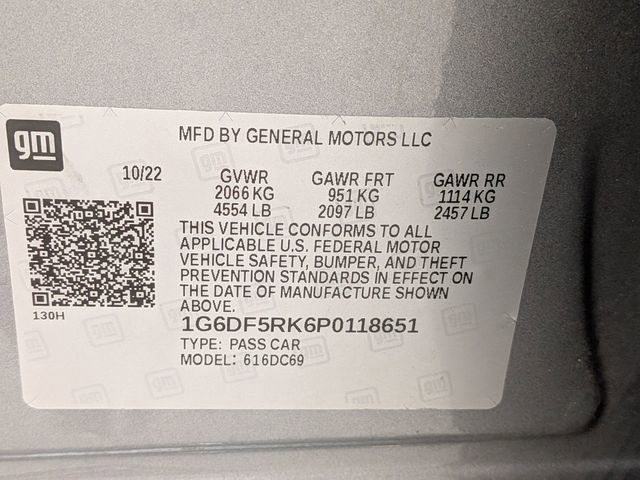 gm
MFD BY GENERAL MOTORS LLC
10/22 GVWR GAWR FRT GAWR RR
2066 KG 951 KG 1114 KG
4554 LB 2097 LB 2457 LB
THIS VEHICLE CONFORMS TO ALL
APPLICABLE U.S. FEDERAL MOTOR
VEHICLE SAFETY, BUMPER, AND THEFT
PREVENTION STANDARDS IN EFFECT ON
THE DATE OF MANUFACTURE SHOWN
ABOVE.
130H
1G6DF5RK6P0118651
TYPE: PASS CAR
MODEL: 616DC69